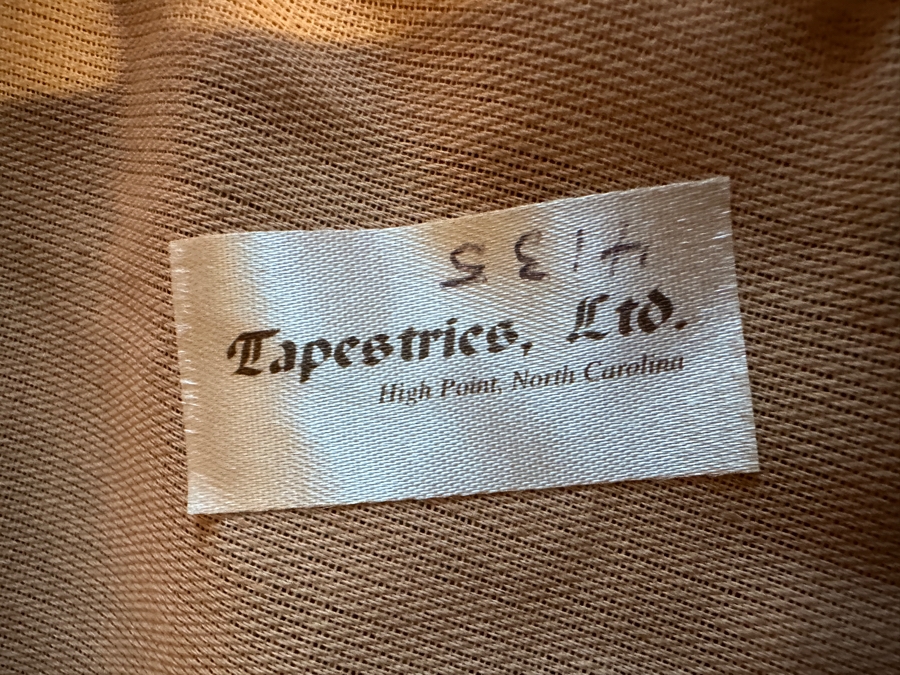 4135
Tapestries, Ltd.
High Point, North Carolina